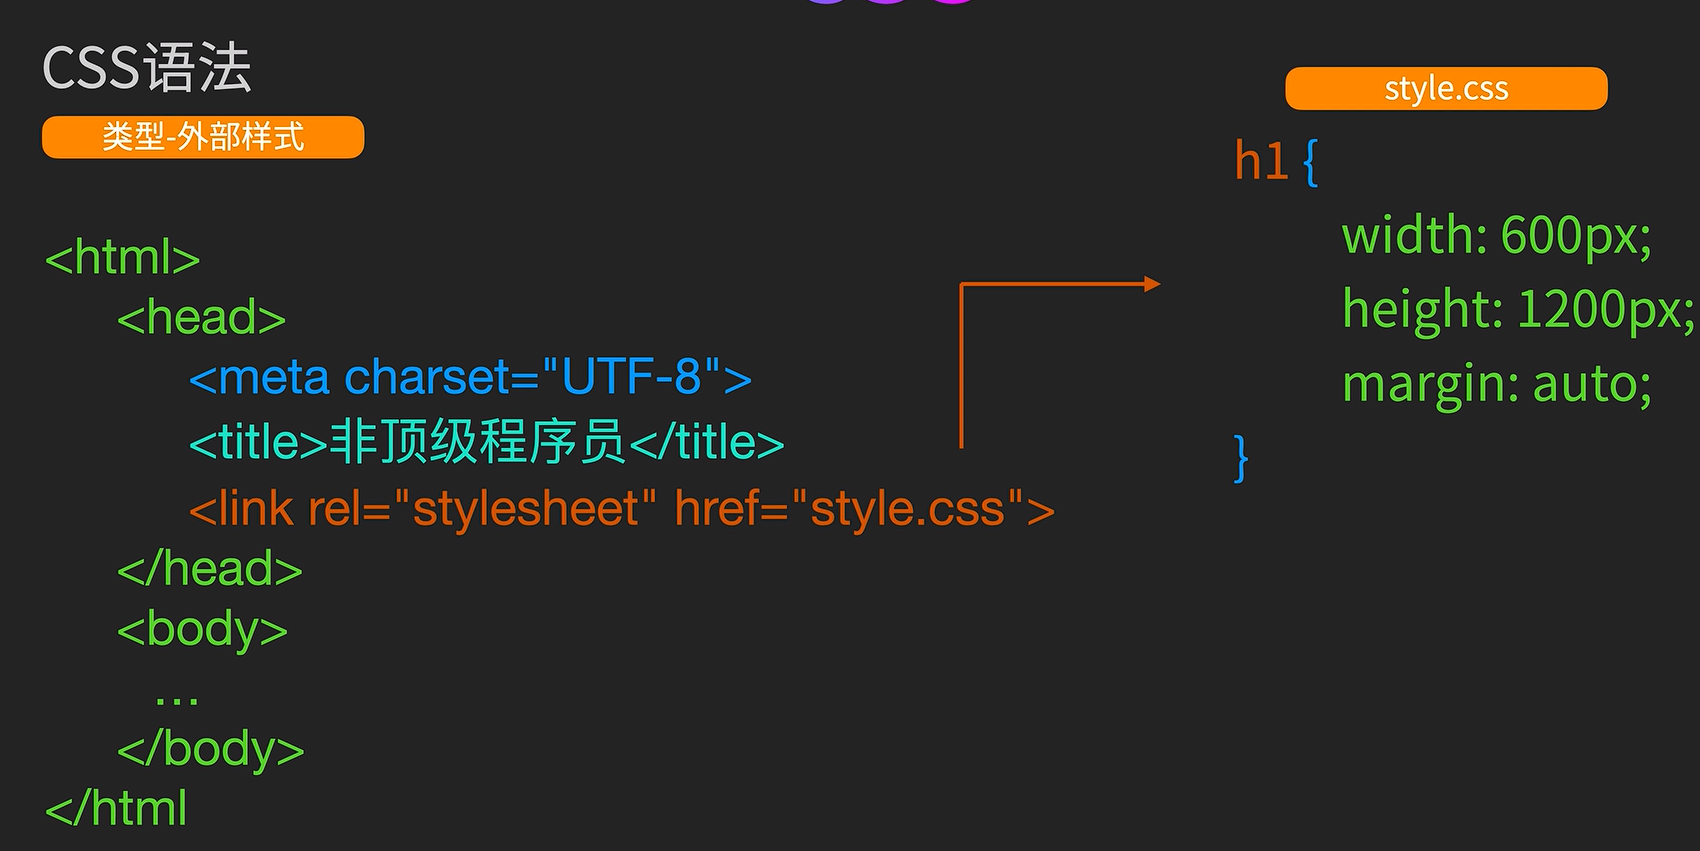 CSS语法
类型-外部样式
<html>
<head>
<meta charset="UTF-8">
<title>非顶级程序员</title>
<link rel="stylesheet" href="style.css">
</head>
<body>
...
</body>
</html
style.css
h1 {
width: 600px;
height: 1200px;
margin: auto;
}